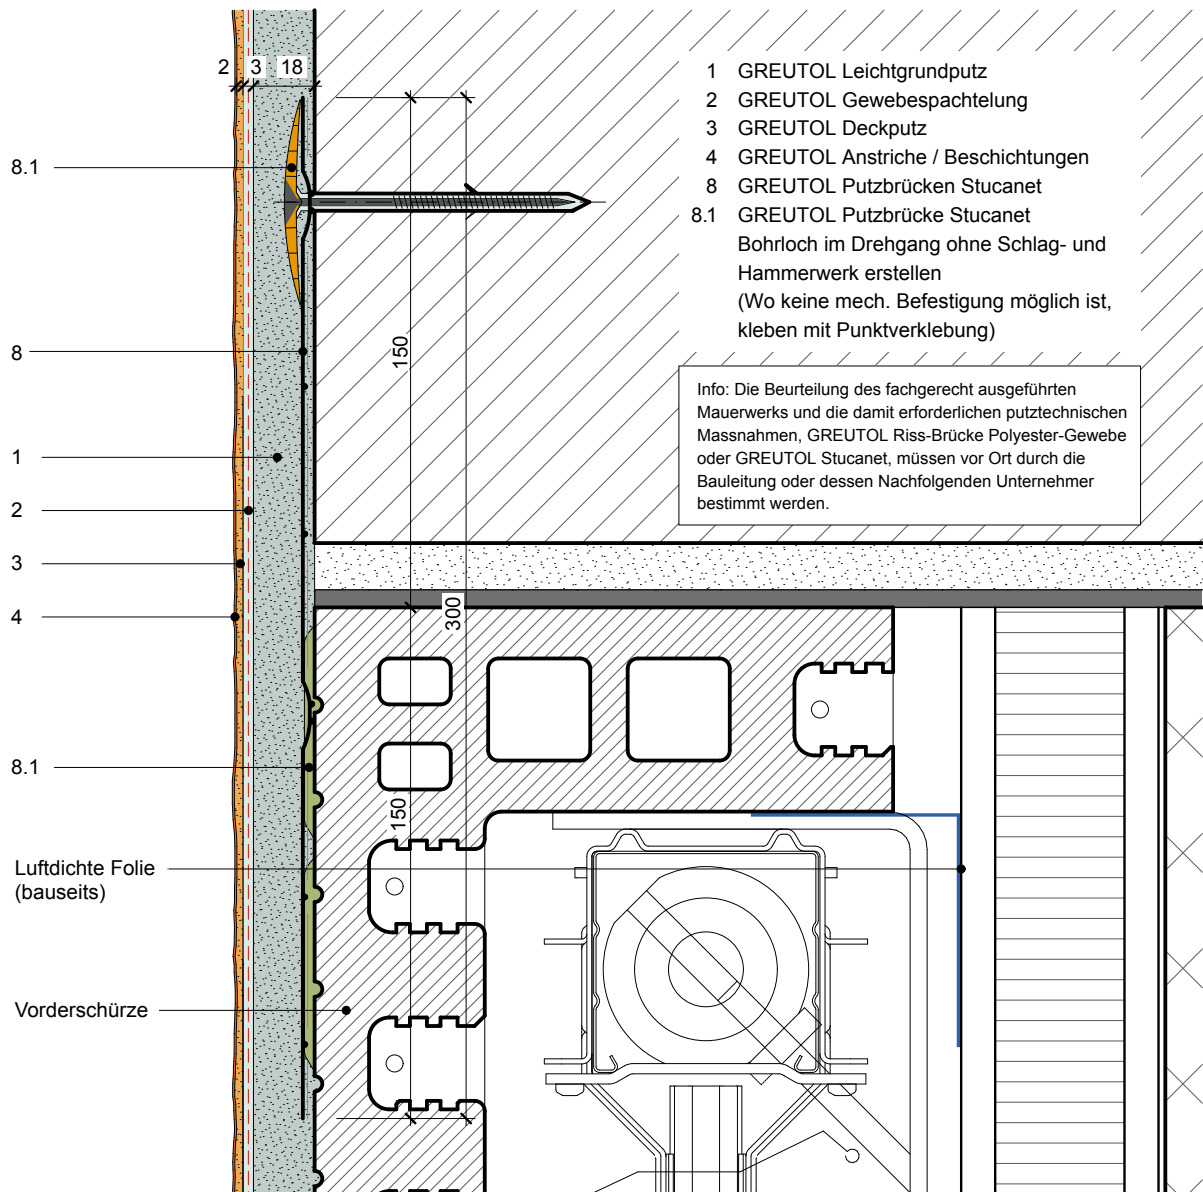 2 3 18
1 GREUTOL Leichtgrundputz
2 GREUTOL Gewebespachtelung
3 GREUTOL Deckputz
4 GREUTOL Anstriche / Beschichtungen
8 GREUTOL Putzbrücken Stucanet
8.1 GREUTOL Putzbrücke Stucanet
Bohrloch im Drehgang ohne Schlag- und
Hammerwerk erstellen
(Wo keine mech. Befestigung möglich ist,
kleben mit Punktverklebung)
Info: Die Beurteilung des fachgerecht ausgeführten
Mauerwerks und die damit erforderlichen putztechnischen
Massnahmen, GREUTOL Riss-Brücke Polyester-Gewebe
oder GREUTOL Stucanet, müssen vor Ort durch die
Bauleitung oder dessen Nachfolgenden Unternehmer
bestimmt werden.
8.1
8
1
2
3
4
8.1
Luftdichte Folie
(bauseits)
Vorderschürze
150
300
150